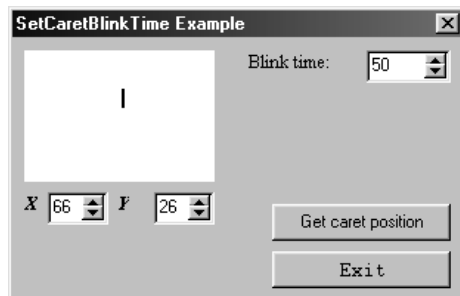 SetCaretBlinkTime Example
Blink time: 50
X 66 Y 26
Get caret position
Exit